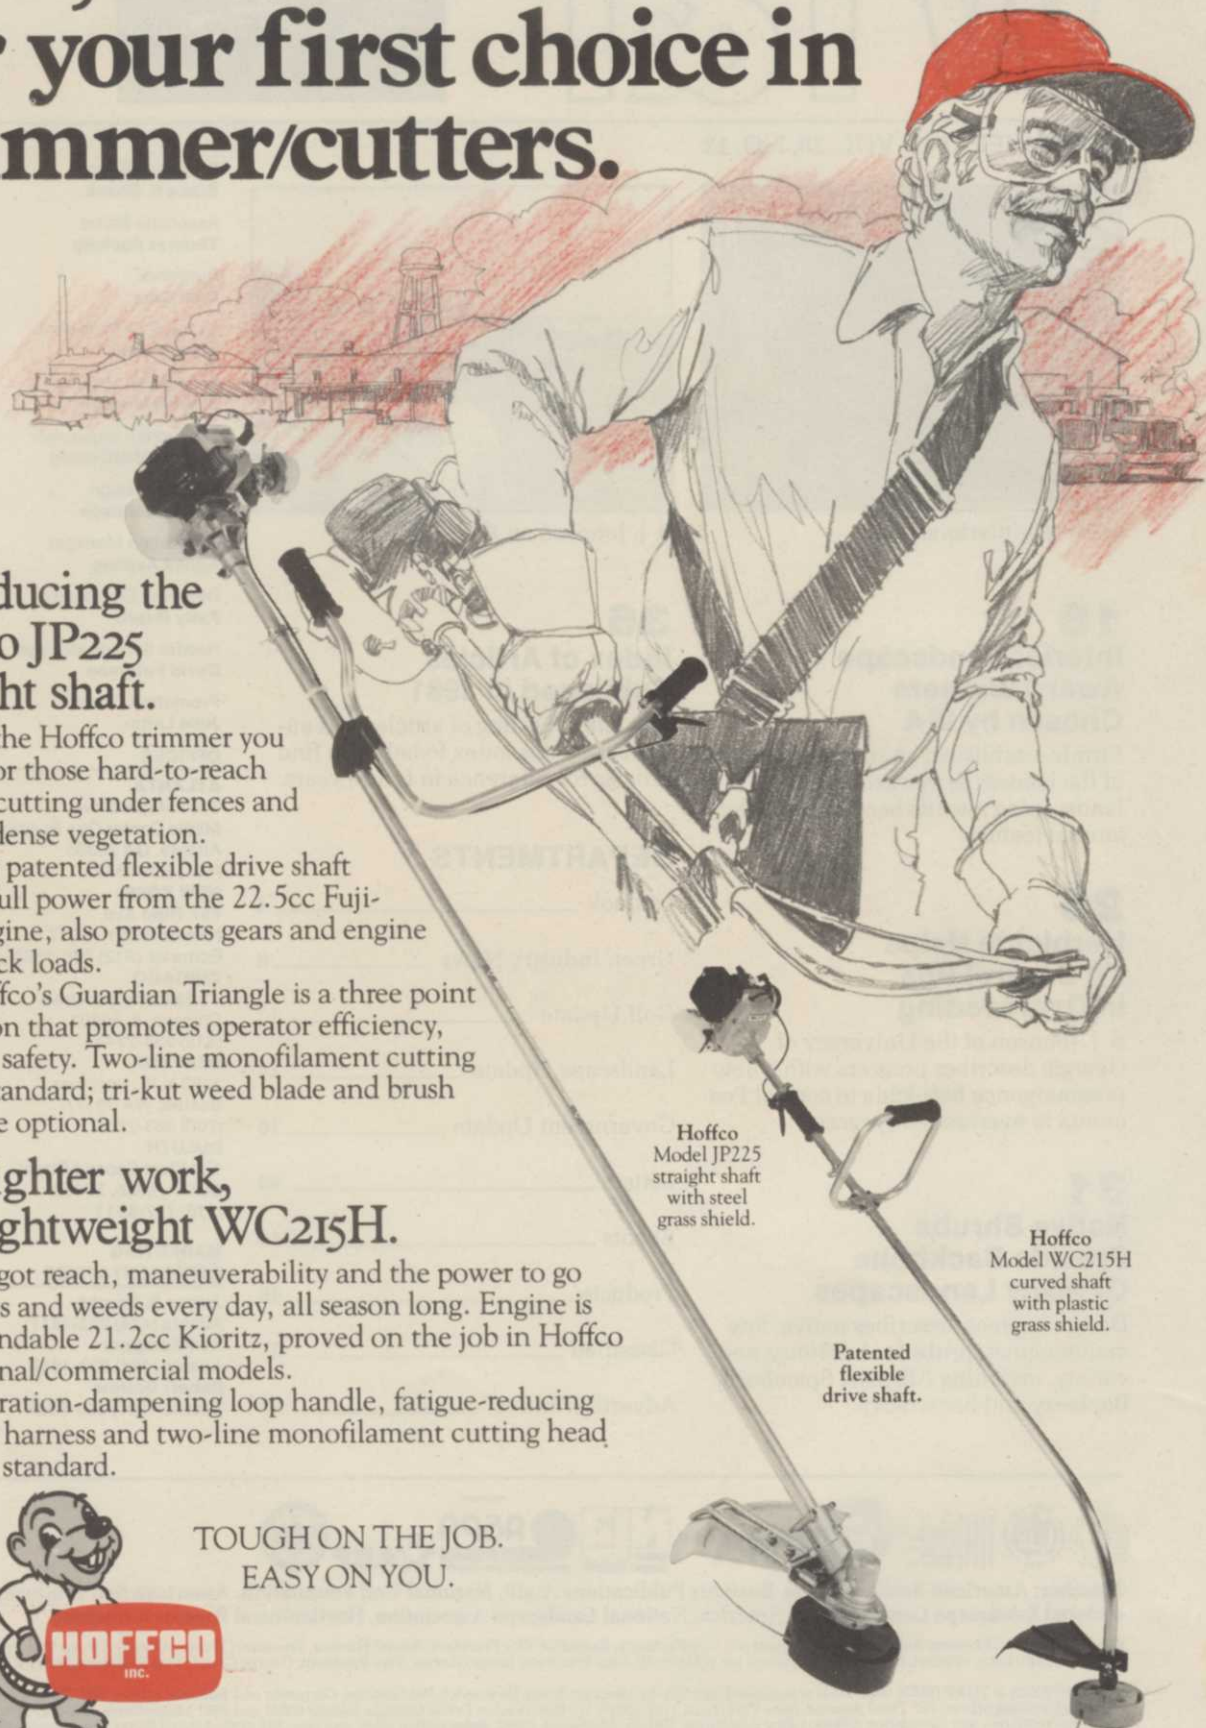 your first choice in
mmer/cutters.
ducing the
o JP225
ht shaft.
he Hoffco trimmer you
or those hard-to-reach
cutting under fences and
lense vegetation.
patented flexible drive shaft
ull power from the 22.5cc Fuji-
gine, also protects gears and engine
ck loads.
fco's Guardian Triangle is a three point
on that promotes operator efficiency,
safety. Two-line monofilament cutting
andard; tri-kut weed blade and brush
e optional.
ghter work,
ghtweight WC215H.
got reach, maneuverability and the power to go
s and weeds every day, all season long. Engine is
ndable 21.2cc Kioritz, proved on the job in Hoffco
nal/commercial models.
ration-dampening loop handle, fatigue-reducing
harness and two-line monofilament cutting head
standard.
Hoffco
Model JP225
straight shaft
with steel
grass shield.
Hoffco
Model WC215H
curved shaft
with plastic
grass shield.
Patented
flexible
drive shaft.
TOUGH ON THE JOB.
EASY ON YOU.
HOFFCO
INC.